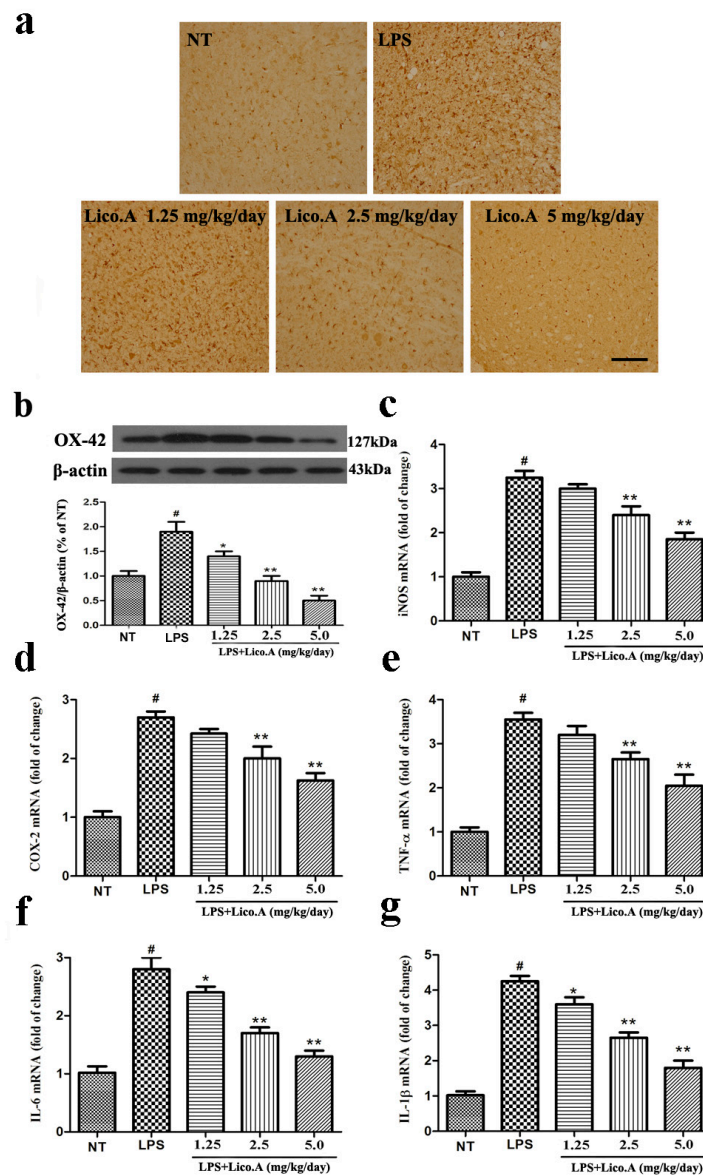 a
NT
LPS
Lico.A 1.25 mg/kg/day
Lico.A 2.5 mg/kg/day
Lico.A 5 mg/kg/day
b
OX-42
127kDa
β-actin
43kDa
OX-42/β-actin (% of NT)
2.5
2.0
1.5
1.0
0.5
0.0
#
*
**
**
NT
LPS
1.25
2.5
5.0
LPS+Lico.A (mg/kg/day)
c
iNOS mRNA (fold of change)
4
3
2
1
0
#
**
**
NT
LPS
1.25
2.5
5.0
LPS+Lico.A (mg/kg/day)
d
COX-2 mRNA (fold of change)
3
2
1
0
#
**
**
NT
LPS
1.25
2.5
5.0
LPS+Lico.A (mg/kg/day)
e
TNF-α mRNA (fold of change)
4
3
2
1
0
#
**
**
NT
LPS
1.25
2.5
5.0
LPS+Lico.A (mg/kg/day)
f
IL-6 mRNA (fold of change)
3
2
1
0
#
*
**
**
NT
LPS
1.25
2.5
5.0
LPS+Lico.A (mg/kg/day)
g
IL-1β mRNA (fold of change)
5
4
3
2
1
0
#
*
**
**
NT
LPS
1.25
2.5
5.0
LPS+Lico.A (mg/kg/day)